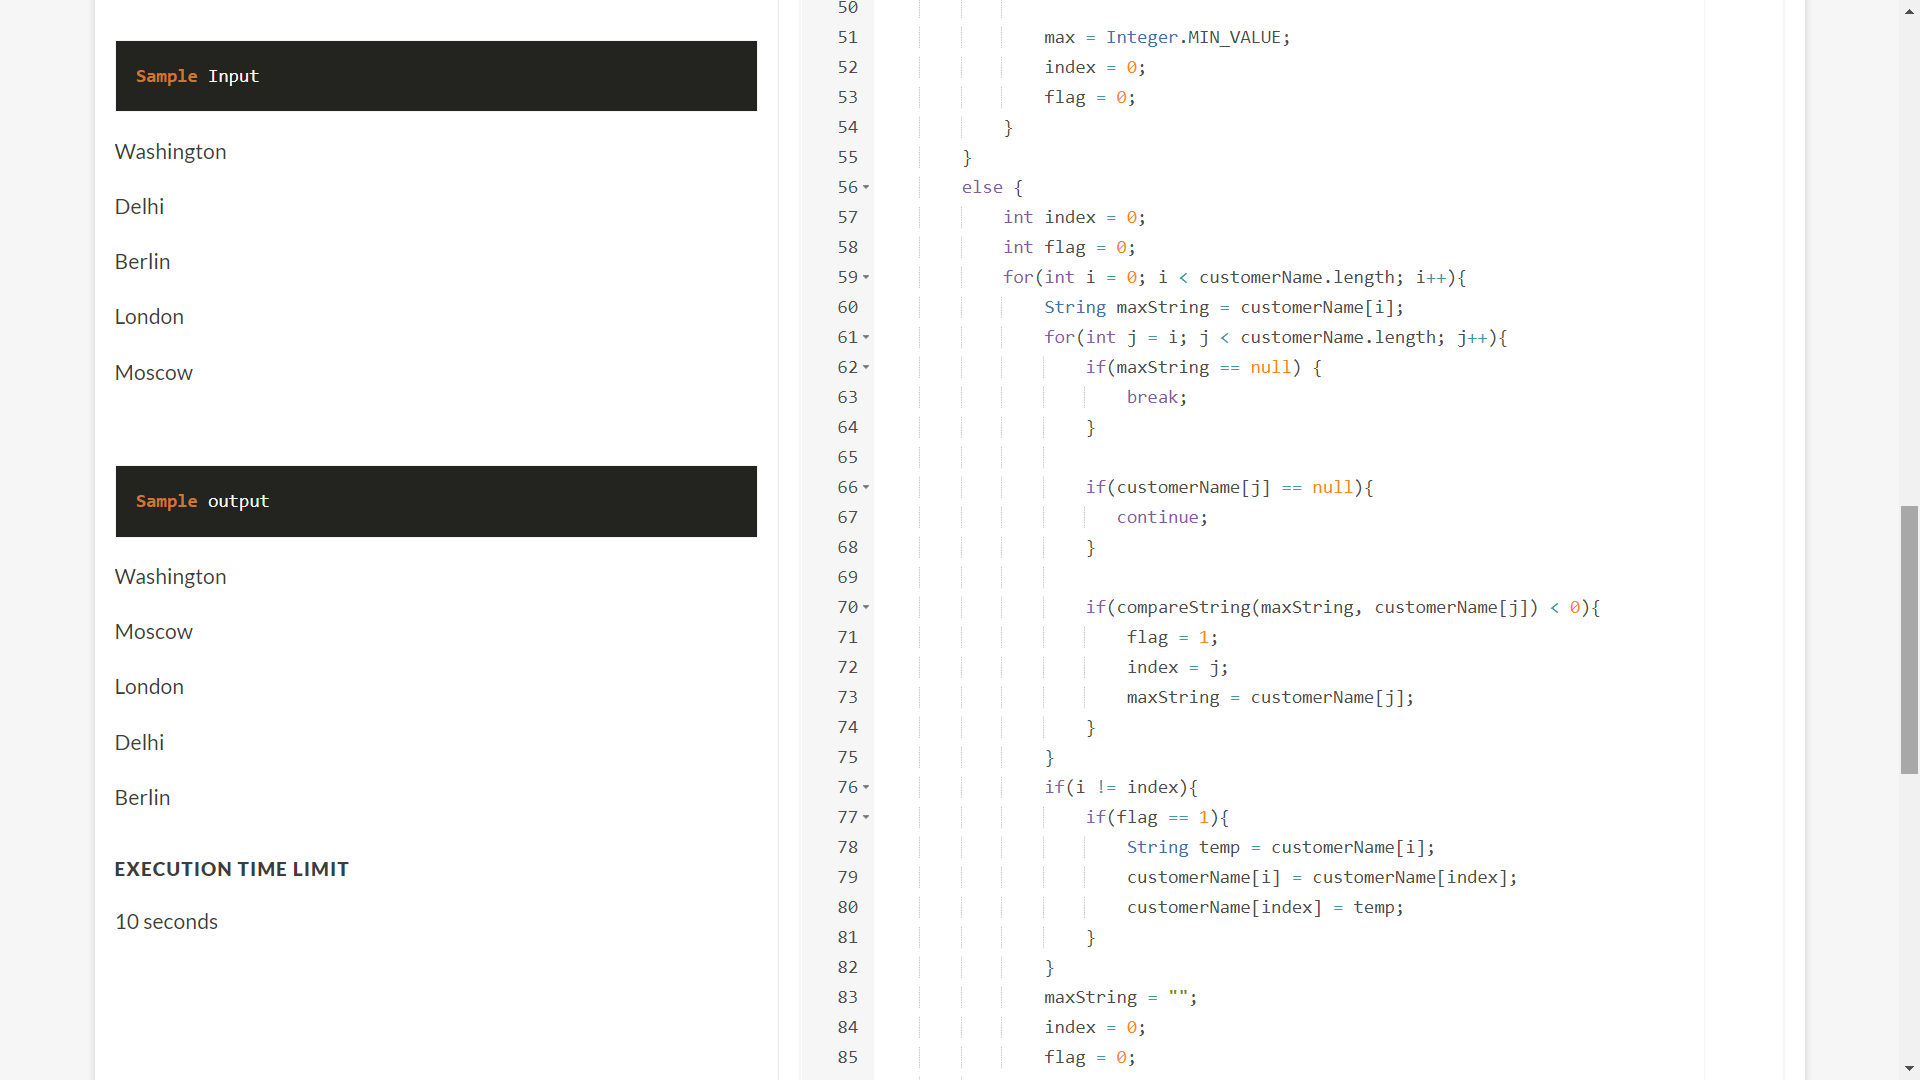 Sample Input
Washington
Delhi
Berlin
London
Moscow
Sample output
Washington
Moscow
London
Delhi
Berlin
EXECUTION TIME LIMIT
10 seconds
50
51 max = Integer.MIN_VALUE;
52 index = 0;
53 flag = 0;
54 }
55 }
56 else {
57 int index = 0;
58 int flag = 0;
59 for(int i = 0; i < customerName.length; i++){
60 String maxString = customerName[i];
61 for(int j = i; j < customerName.length; j++){
62 if(maxString == null) {
63 break;
64 }
65
66 if(customerName[j] == null){
67 continue;
68 }
69
70 if(compareString(maxString, customerName[j]) < 0){
71 flag = 1;
72 index = j;
73 maxString = customerName[j];
74 }
75 }
76 if(i != index){
77 if(flag == 1){
78 String temp = customerName[i];
79 customerName[i] = customerName[index];
80 customerName[index] = temp;
81 }
82 }
83 maxString = "";
84 index = 0;
85 flag = 0;